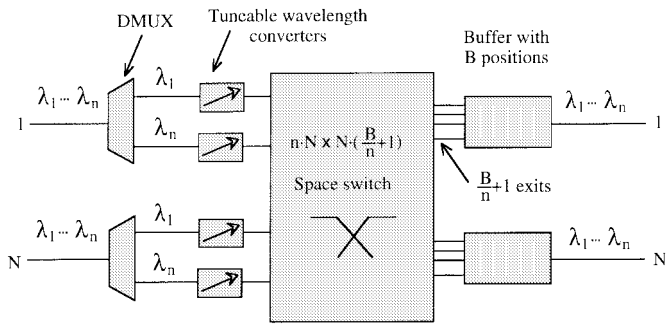 DMUX
Tuneable wavelength
converters
Buffer with
B positions
λ₁... λₙ
λ₁
λₙ
1
n·N x N·(B/n+1)
Space switch
λ₁... λₙ
1
B/n+1 exits
λ₁... λₙ
λ₁
λₙ
N
λ₁... λₙ
N